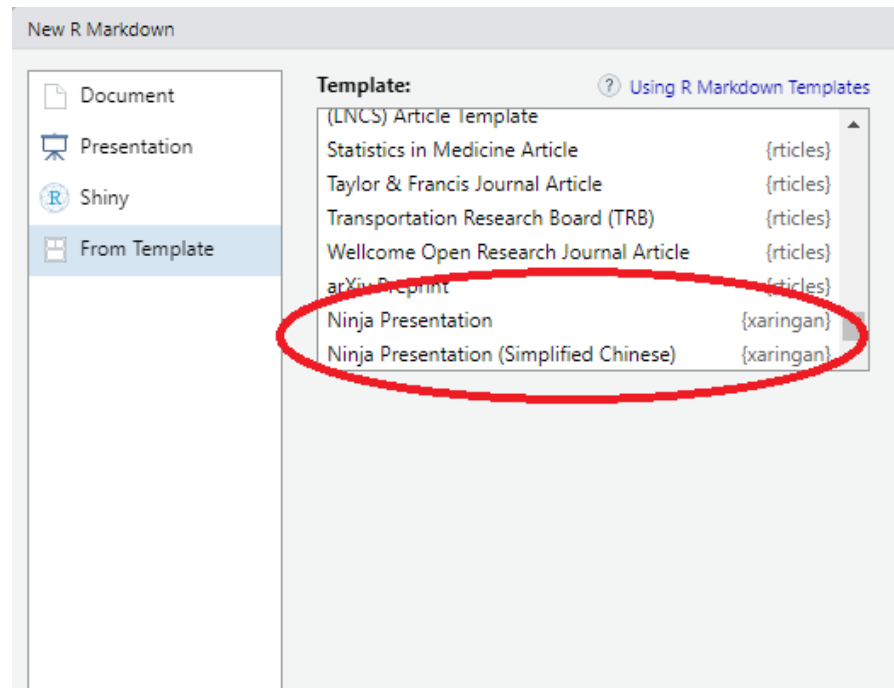 New R Markdown
Document
Presentation
Shiny
From Template
Template:
? Using R Markdown Templates
(LNCS) Article Template
Statistics in Medicine Article {rticles}
Taylor & Francis Journal Article {rticles}
Transportation Research Board (TRB) {rticles}
Wellcome Open Research Journal Article {rticles}
arXiv Preprint {rticles}
Ninja Presentation {xaringan}
Ninja Presentation (Simplified Chinese) {xaringan}